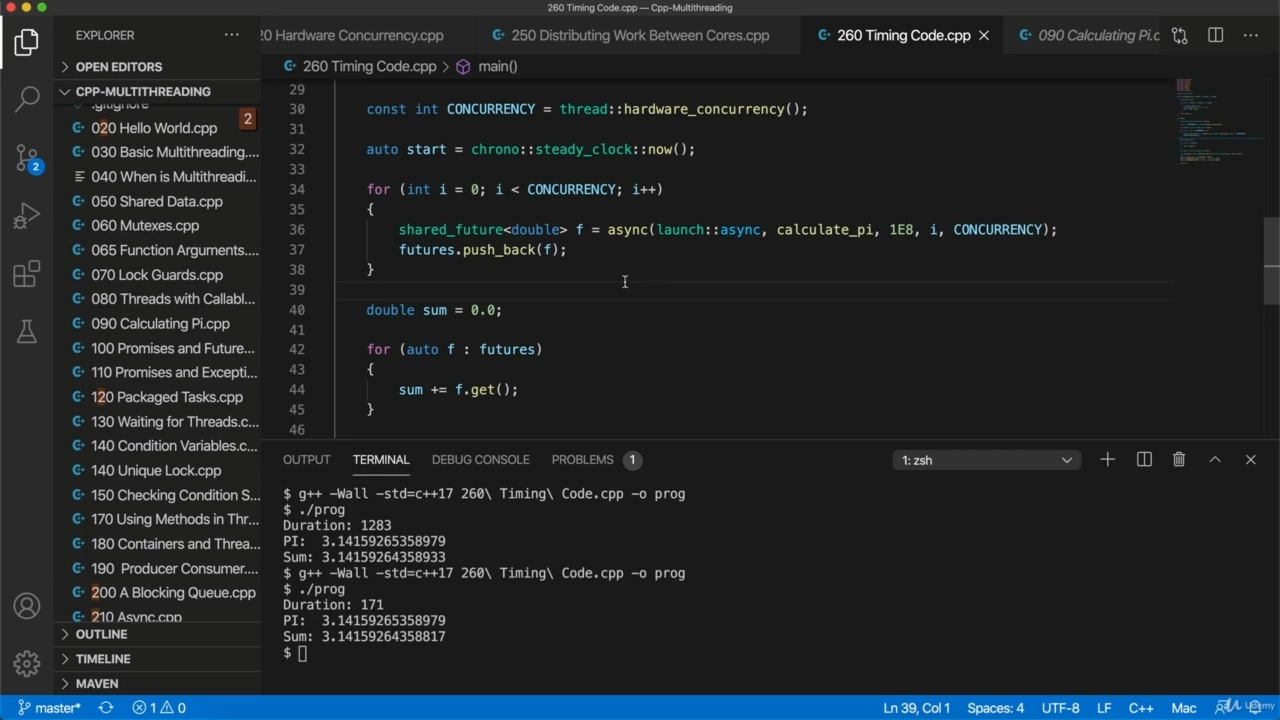 260 Timing Code.cpp — Cpp-Multithreading
EXPLORER
20 Hardware Concurrency.cpp
250 Distributing Work Between Cores.cpp
260 Timing Code.cpp
090 Calculating Pi.c
OPEN EDITORS
CPP-MULTITHREADING
.gitignore
020 Hello World.cpp
2
030 Basic Multithreading....
040 When is Multithreadi...
2
050 Shared Data.cpp
060 Mutexes.cpp
065 Function Arguments....
070 Lock Guards.cpp
080 Threads with Callabl...
090 Calculating Pi.cpp
100 Promises and Future...
110 Promises and Excepti...
120 Packaged Tasks.cpp
130 Waiting for Threads.c...
140 Condition Variables.c...
140 Unique Lock.cpp
150 Checking Condition S...
170 Using Methods in Thr...
180 Containers and Threa...
190 Producer Consumer....
200 A Blocking Queue.cpp
210 Async.cpp
OUTLINE
TIMELINE
MAVEN
260 Timing Code.cpp > main()
29
30 const int CONCURRENCY = thread::hardware_concurrency();
31
32 auto start = chrono::steady_clock::now();
33
34 for (int i = 0; i < CONCURRENCY; i++)
35 {
36 shared_future<double> f = async(launch::async, calculate_pi, 1E8, i, CONCURRENCY);
37 futures.push_back(f);
38 }
39
40 double sum = 0.0;
41
42 for (auto f : futures)
43 {
44 sum += f.get();
45 }
46
OUTPUT TERMINAL DEBUG CONSOLE PROBLEMS 1
1: zsh
$ g++ -Wall -std=c++17 260\ Timing\ Code.cpp -o prog
$ ./prog
Duration: 1283
PI: 3.14159265358979
Sum: 3.14159264358933
$ g++ -Wall -std=c++17 260\ Timing\ Code.cpp -o prog
$ ./prog
Duration: 171
PI: 3.14159265358979
Sum: 3.14159264358817
$
master* 1 0
Ln 39, Col 1 Spaces: 4 UTF-8 LF C++ Mac
Udemy